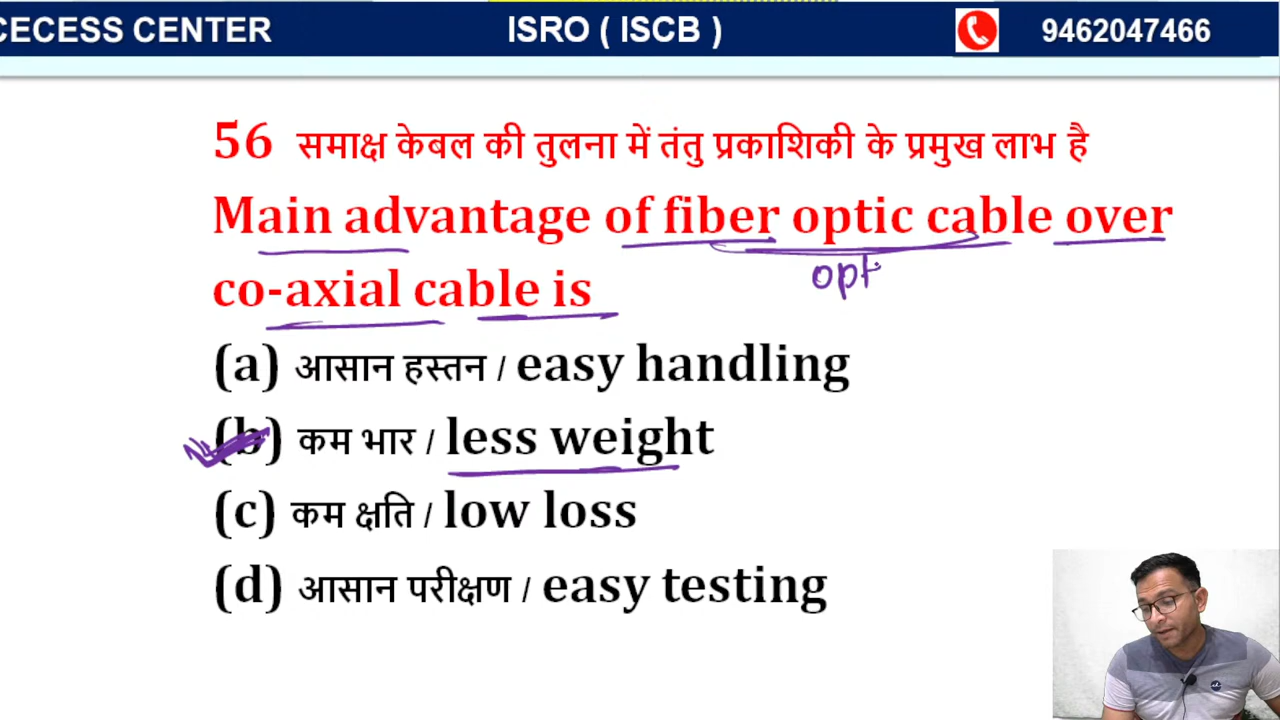 CECESS CENTER
ISRO ( ISCB )
9462047466
56 समाक्ष केबल की तुलना में तंतु प्रकाशिकी के प्रमुख लाभ है
Main advantage of fiber optic cable over
co-axial cable is
opt
(a) आसान हस्तन / easy handling
(b) कम भार / less weight
(c) कम क्षति / low loss
(d) आसान परीक्षण / easy testing